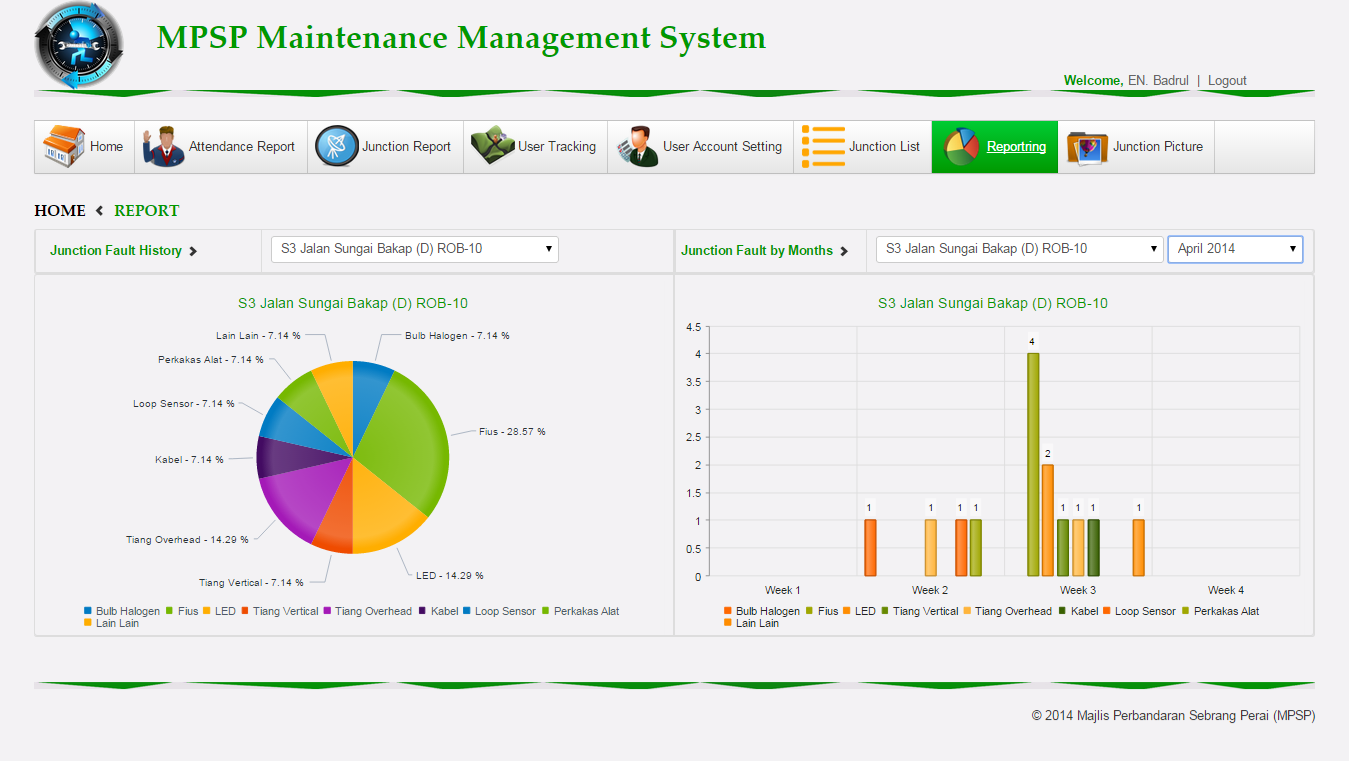 MPSP Maintenance Management System
Welcome, EN. Badrul | Logout
Home Attendance Report Junction Report User Tracking User Account Setting Junction List Reportring Junction Picture
HOME REPORT
Junction Fault History S3 Jalan Sungai Bakap (D) ROB-10
Junction Fault by Months S3 Jalan Sungai Bakap (D) ROB-10 April 2014
S3 Jalan Sungai Bakap (D) ROB-10
Lain Lain - 7.14 %
Bulb Halogen - 7.14 %
Perkakas Alat - 7.14 %
Loop Sensor - 7.14 %
Fius - 28.57 %
Kabel - 7.14 %
Tiang Overhead - 14.29 %
LED - 14.29 %
Tiang Vertical - 7.14 %
Bulb Halogen Fius LED Tiang Vertical Tiang Overhead Kabel Loop Sensor Perkakas Alat
Lain Lain
S3 Jalan Sungai Bakap (D) ROB-10
4.5
4
3.5
3
2.5
2
1.5
1
0.5
0
1 1 1 1 4 2 1 1 1 1
Week 1 Week 2 Week 3 Week 4
Bulb Halogen Fius LED Tiang Vertical Tiang Overhead Kabel Loop Sensor Perkakas Alat
Lain Lain
© 2014 Majlis Perbandaran Sebrang Perai (MPSP)